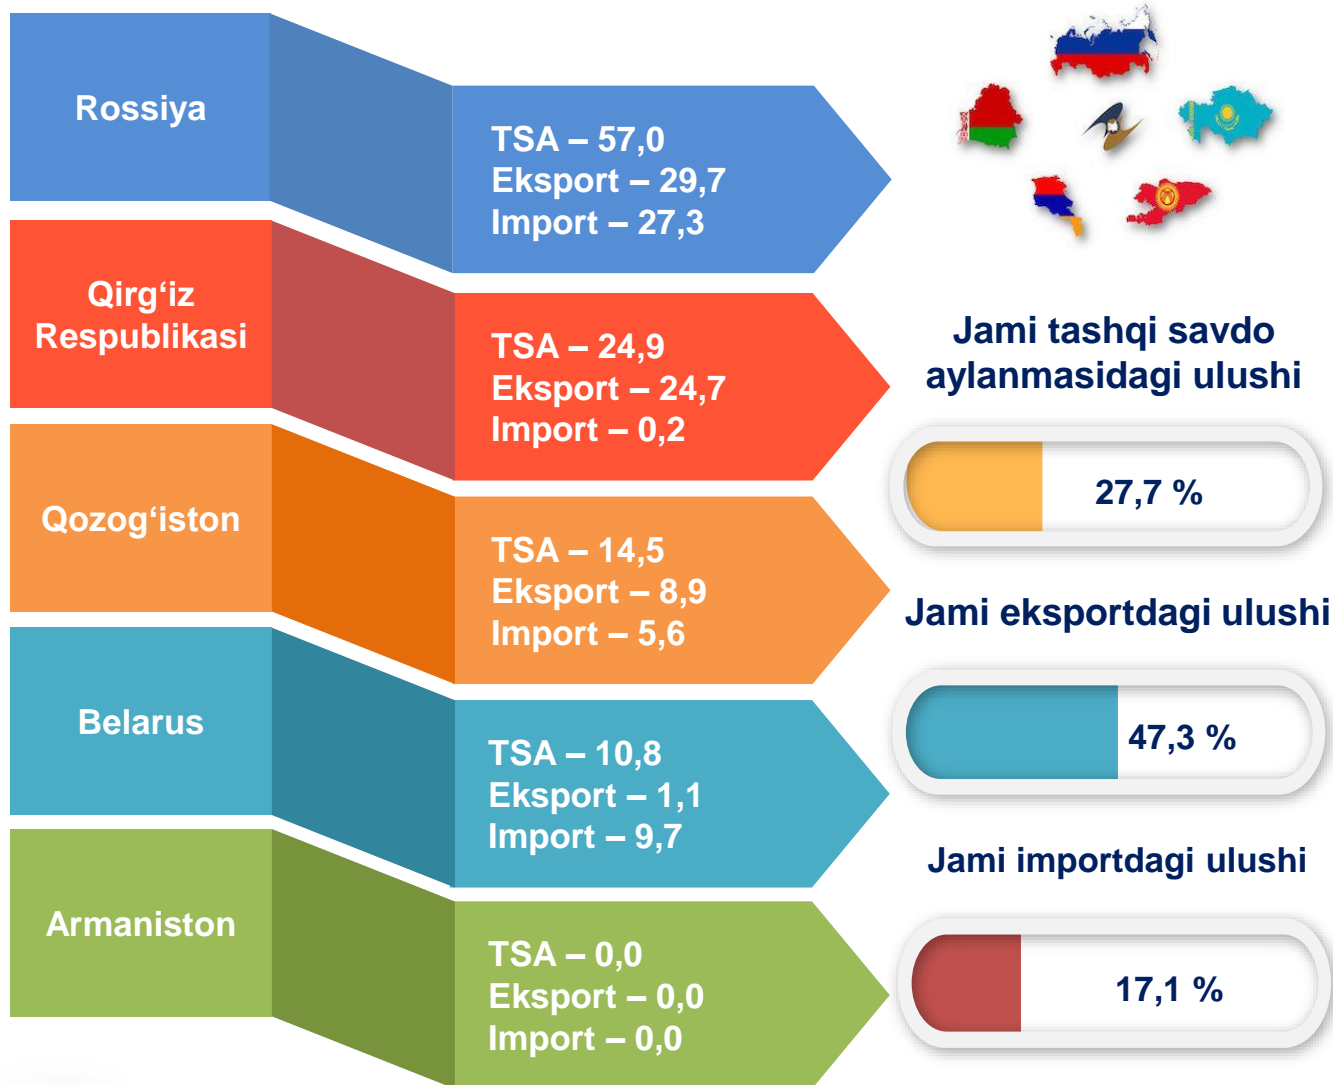 Rossiya
TSA – 57,0
Eksport – 29,7
Import – 27,3
Qirg‘iz
Respublikasi
TSA – 24,9
Eksport – 24,7
Import – 0,2
Qozog‘iston
TSA – 14,5
Eksport – 8,9
Import – 5,6
Belarus
TSA – 10,8
Eksport – 1,1
Import – 9,7
Armaniston
TSA – 0,0
Eksport – 0,0
Import – 0,0
Jami tashqi savdo
aylanmasidagi ulushi
27,7 %
Jami eksportdagi ulushi
47,3 %
Jami importdagi ulushi
17,1 %